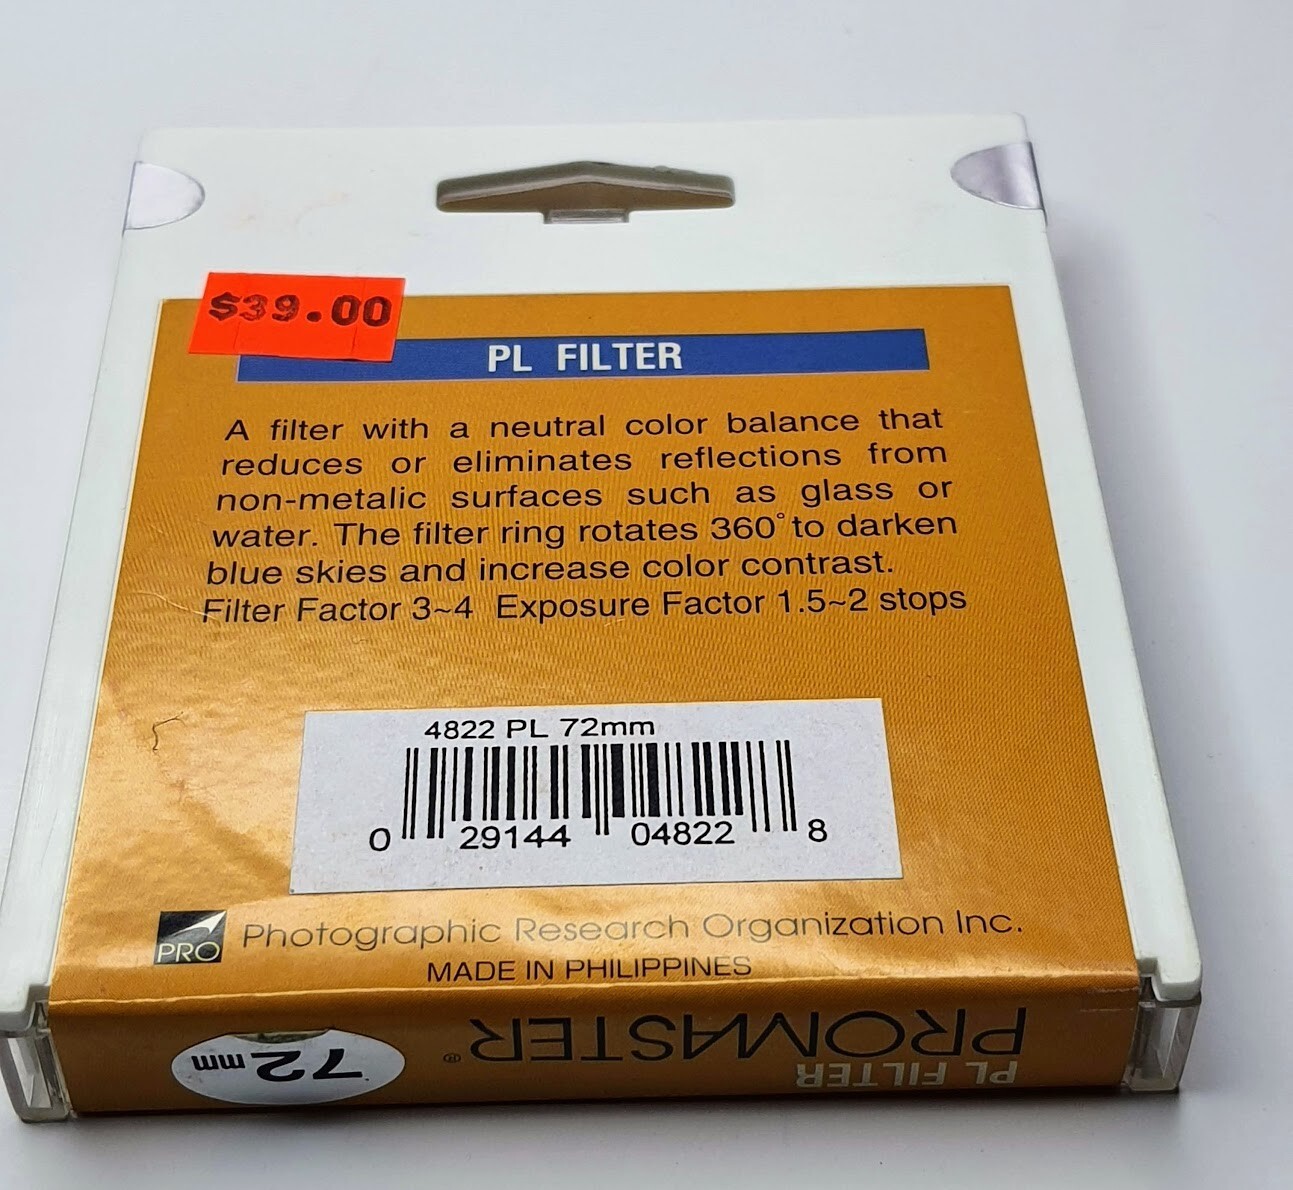 $39.00
PL FILTER
A filter with a neutral color balance that
reduces or eliminates reflections from
non-metalic surfaces such as glass or
water. The filter ring rotates 360° to darken
blue skies and increase color contrast.
Filter Factor 3~4 Exposure Factor 1.5~2 stops
4822 PL 72mm
0 29144 04822 8
PRO Photographic Research Organization Inc.
MADE IN PHILIPPINES
PROMASTER®
PL FILTER
72mm